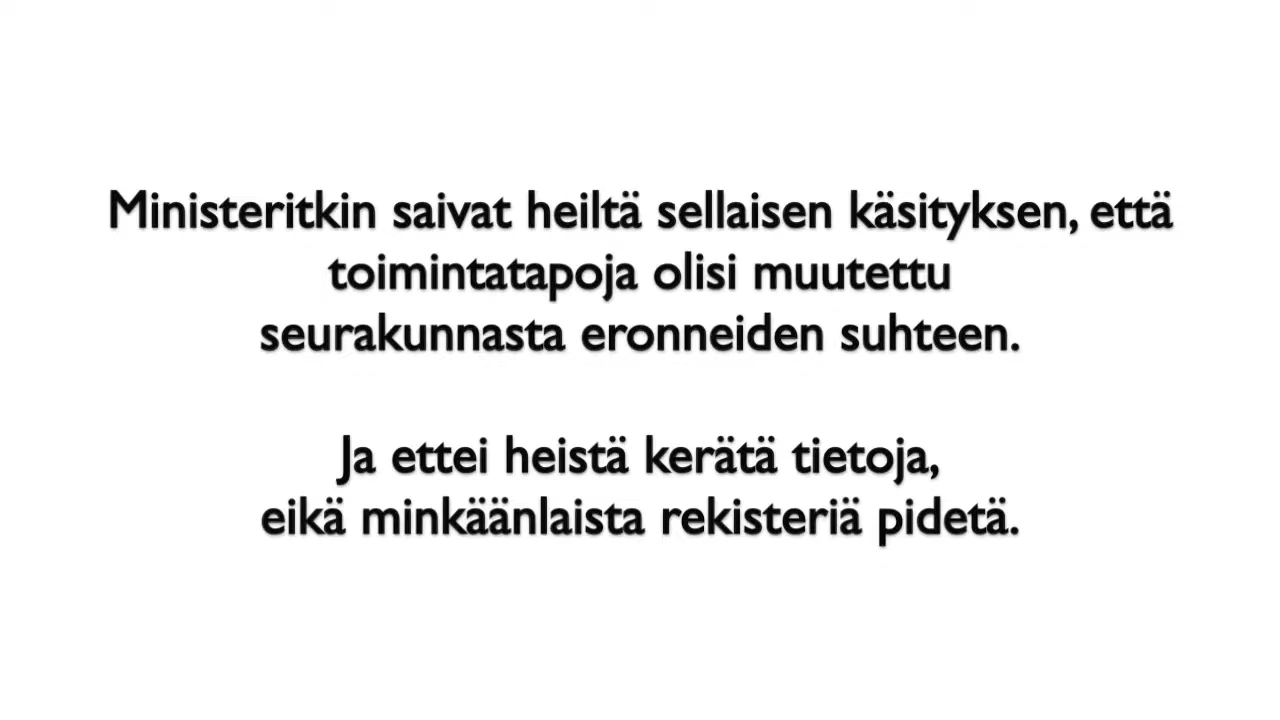 Ministeritkin saivat heiltä sellaisen käsityksen, että
toimintatapoja olisi muutettu
seurakunnasta eronneiden suhteen.
Ja ettei heistä kerätä tietoja,
eikä minkäänlaista rekisteriä pidetä.